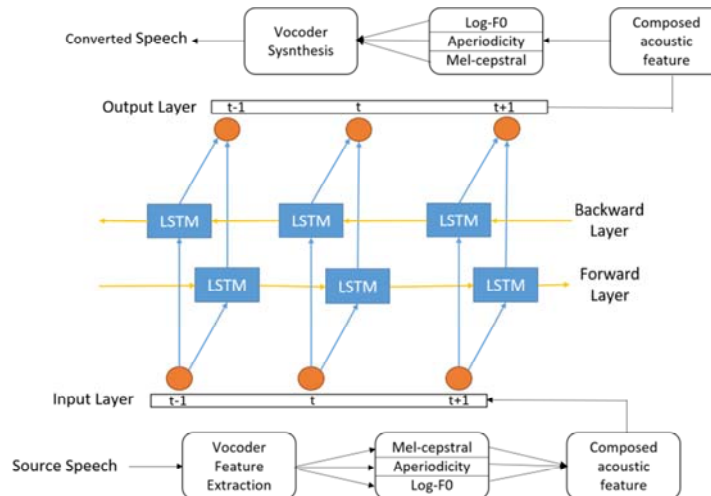 Converted Speech
Vocoder
Sysnthesis
Log-F0
Aperiodicity
Mel-cepstral
Composed
acoustic
feature
Output Layer
t-1 t t+1
LSTM LSTM LSTM
Backward
Layer
LSTM LSTM LSTM
Forward
Layer
Input Layer
t-1 t t+1
Source Speech
Vocoder
Feature
Extraction
Mel-cepstral
Aperiodicity
Log-F0
Composed
acoustic
feature